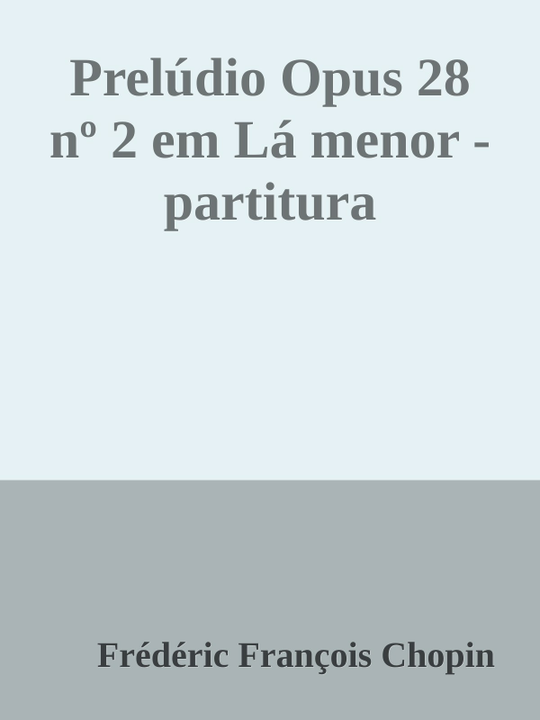 Prelúdio Opus 28
nº 2 em Lá menor -
partitura
Frédéric François Chopin